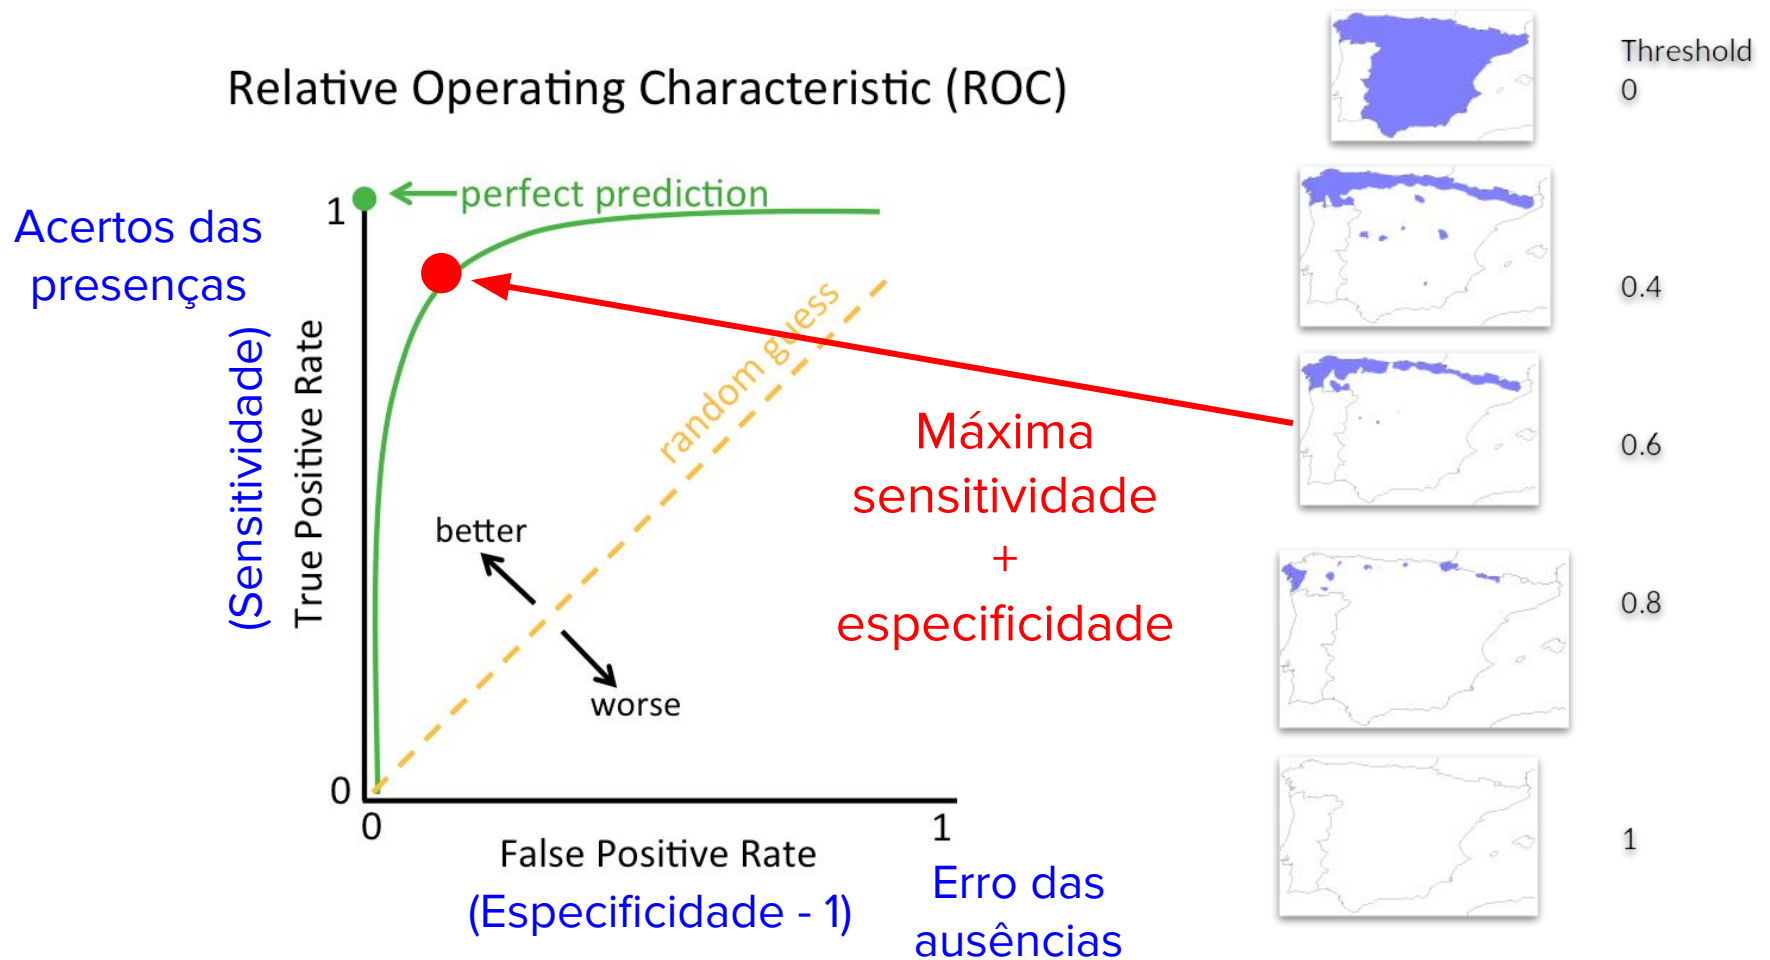 Relative Operating Characteristic (ROC)
Threshold
0
perfect prediction
1
Acertos das
presenças
(Sensitividade)
True Positive Rate
random guess
0.4
Máxima
sensitividade
+
especificidade
0.6
better
worse
0.8
0
0
1
False Positive Rate
(Especificidade - 1)
Erro das
ausências
1